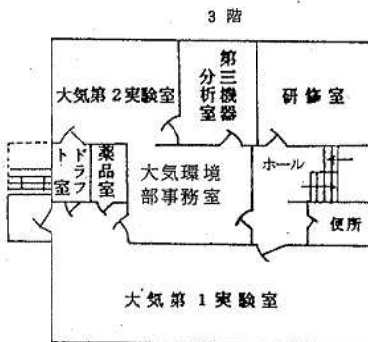 3 階
大気第2実験室
第三機器
分析室
研修室
ドラフ
ト室
薬品室
大気環境
部事務室
ホール
便所
大気第1実験室